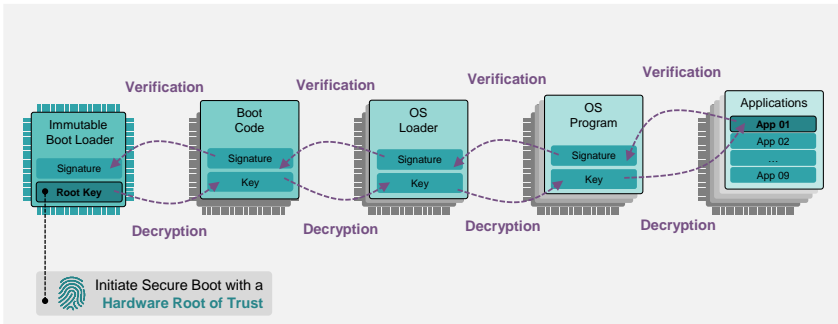 Verification
Verification
Verification
Verification
Immutable
Boot Loader
Signature
Root Key
Boot
Code
Signature
Key
OS
Loader
Signature
Key
OS
Program
Signature
Key
Applications
App 01
App 02
...
App 09
Decryption
Decryption
Decryption
Decryption
Initiate Secure Boot with a
Hardware Root of Trust